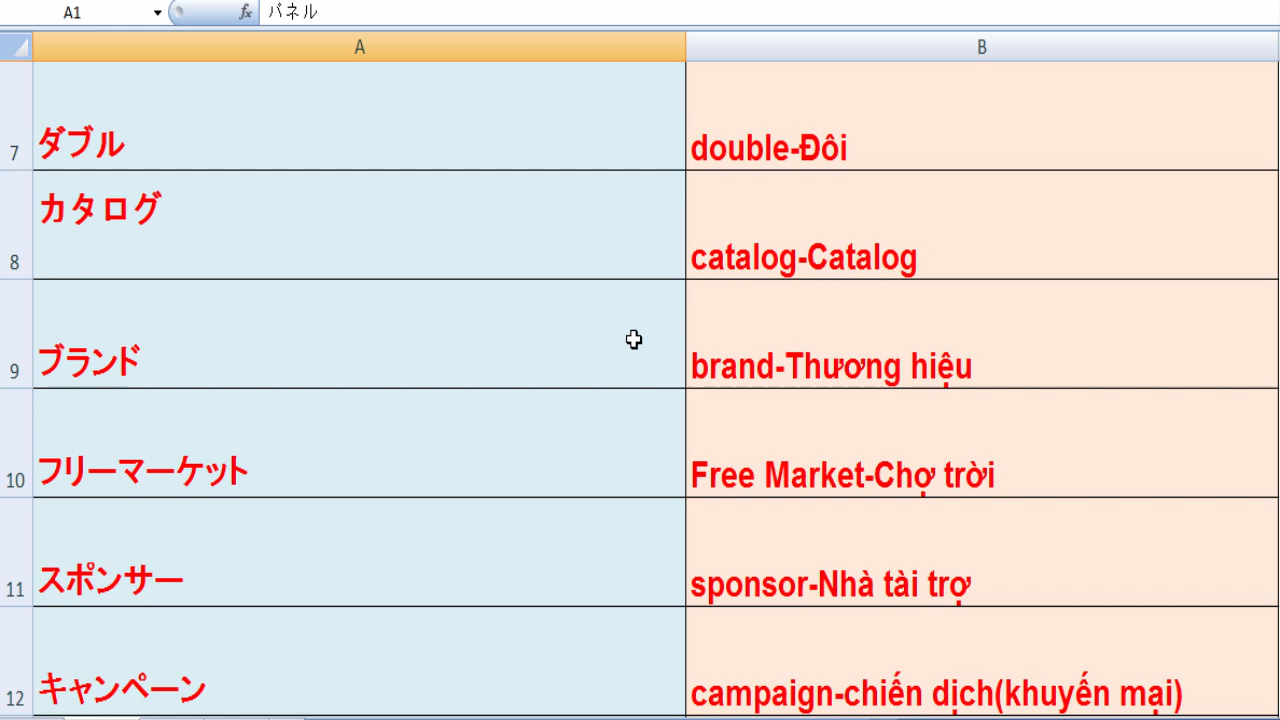 A1 fx パネル
A B
7 ダブル double-Đôi
8 カタログ catalog-Catalog
9 ブランド brand-Thương hiệu
10 フリーマーケット Free Market-Chợ trời
11 スポンサー sponsor-Nhà tài trợ
12 キャンペーン campaign-chiến dịch(khuyến mại)